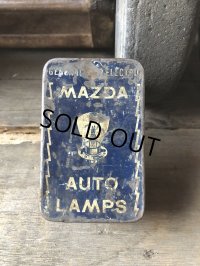 GENERAL ELECTRIC
MAZDA
SOLD OUT
AUTO
LAMPS